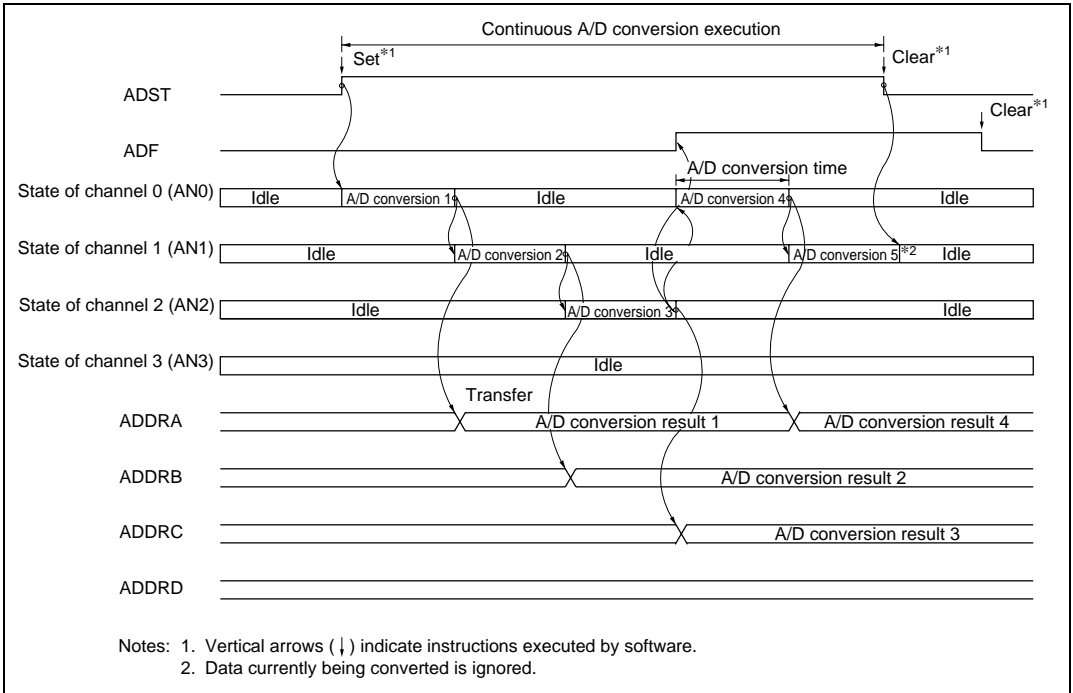 Continuous A/D conversion execution
Set*1 Clear*1
ADST
Clear*1
ADF
A/D conversion time
State of channel 0 (AN0) Idle A/D conversion 1 Idle A/D conversion 4 Idle
State of channel 1 (AN1) Idle A/D conversion 2 Idle A/D conversion 5 *2 Idle
State of channel 2 (AN2) Idle A/D conversion 3 Idle
State of channel 3 (AN3) Idle
Transfer
ADDRA A/D conversion result 1 A/D conversion result 4
ADDRB A/D conversion result 2
ADDRC A/D conversion result 3
ADDRD
Notes: 1. Vertical arrows (↓) indicate instructions executed by software.
2. Data currently being converted is ignored.